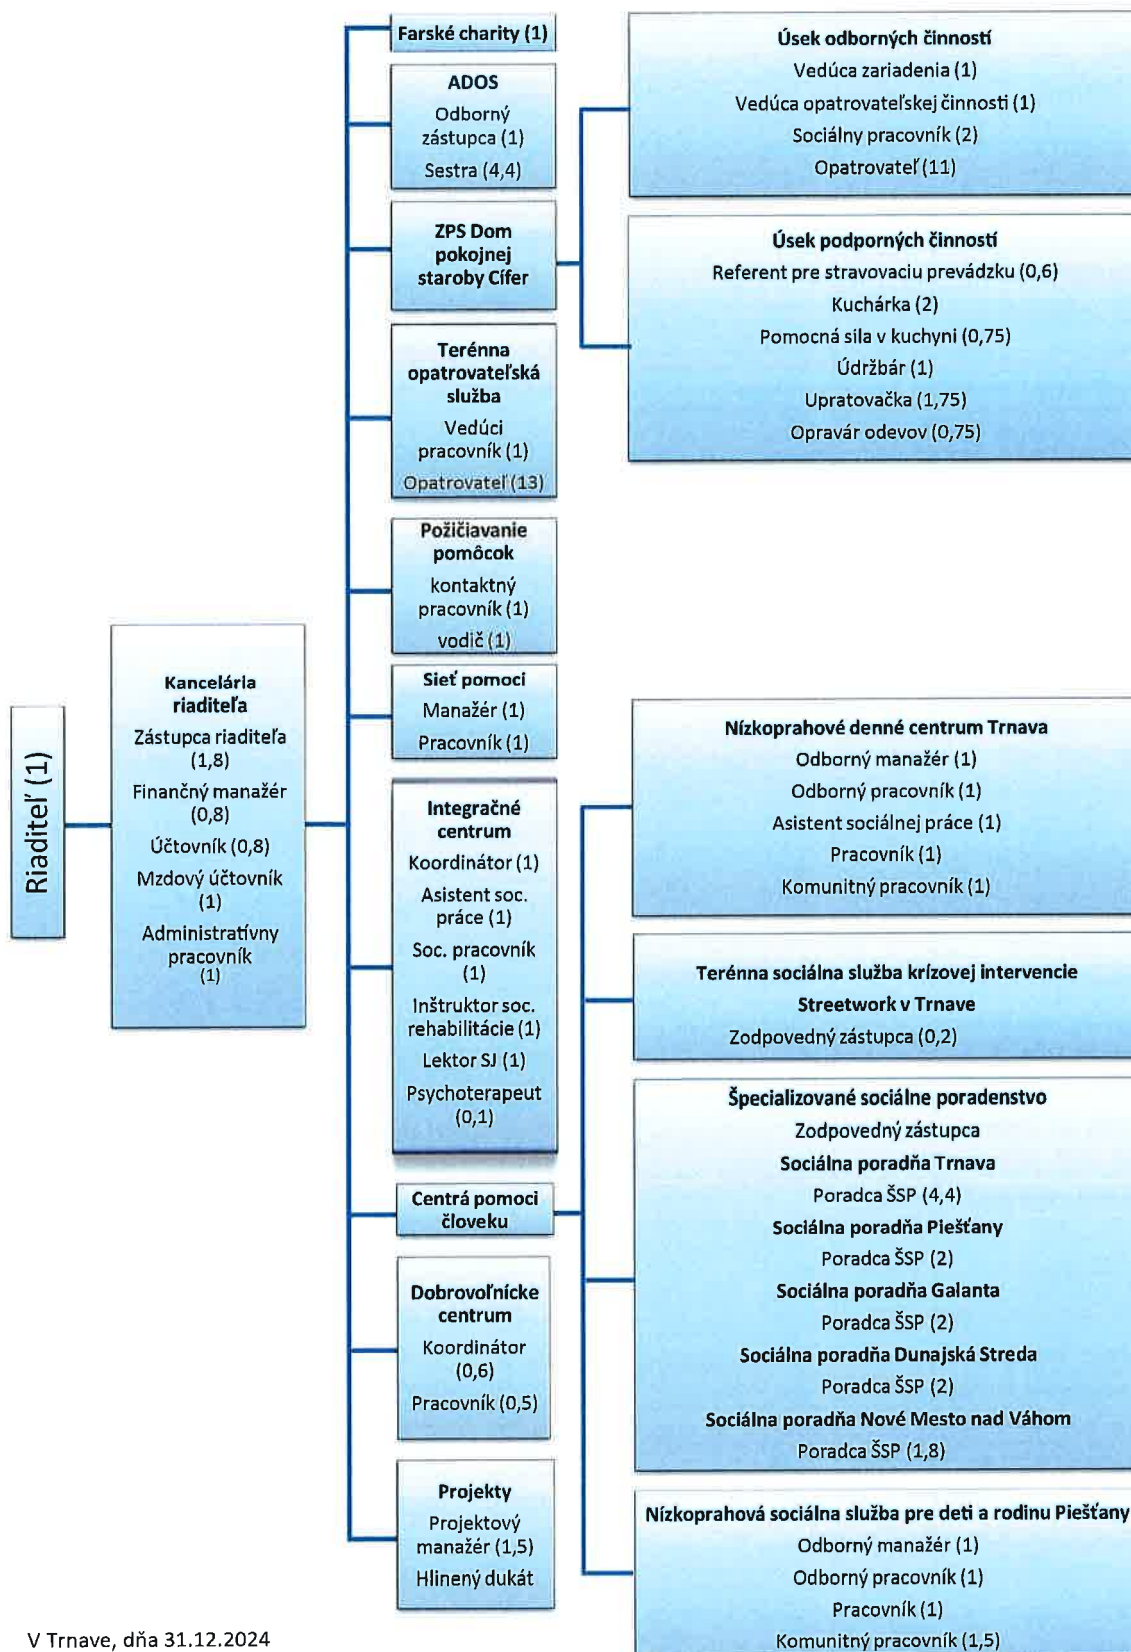 Riaditeľ (1)
Kancelária
riaditeľa
Zástupca riaditeľa
(1,8)
Finančný manažér
(0,8)
Účtovník (0,8)
Mzdový účtovník
(1)
Administratívny
pracovník
(1)
Farské charity (1)
ADOS
Odborný
zástupca (1)
Sestra (4,4)
ZPS Dom
pokojnej
staroby Cífer
Úsek odborných činností
Vedúca zariadenia (1)
Vedúca opatrovateľskej činnosti (1)
Sociálny pracovník (2)
Opatrovateľ (11)
Úsek podporných činností
Referent pre stravovaciu prevádzku (0,6)
Kuchárka (2)
Pomocná sila v kuchyni (0,75)
Údržbár (1)
Upratovačka (1,75)
Opravár odevov (0,75)
Terénna
opatrovateľská
služba
Vedúci
pracovník (1)
Opatrovateľ (13)
Požičiavanie
pomôcok
kontaktný
pracovník (1)
vodič (1)
Sieť pomoci
Manažér (1)
Pracovník (1)
Integračné
centrum
Koordinátor (1)
Asistent soc.
práce (1)
Soc. pracovník
(1)
Inštruktor soc.
rehabilitácie (1)
Lektor SJ (1)
Psychoterapeut
(0,1)
Centrá pomoci
človeku
Nízkoprahové denné centrum Trnava
Odborný manažér (1)
Odborný pracovník (1)
Asistent sociálnej práce (1)
Pracovník (1)
Komunitný pracovník (1)
Terénna sociálna služba krízovej intervencie
Streetwork v Trnave
Zodpovedný zástupca (0,2)
Špecializované sociálne poradenstvo
Zodpovedný zástupca
Sociálna poradňa Trnava
Poradca ŠSP (4,4)
Sociálna poradňa Piešťany
Poradca ŠSP (2)
Sociálna poradňa Galanta
Poradca ŠSP (2)
Sociálna poradňa Dunajská Streda
Poradca ŠSP (2)
Sociálna poradňa Nové Mesto nad Váhom
Poradca ŠSP (1,8)
Nízkoprahová sociálna služba pre deti a rodinu Piešťany
Odborný manažér (1)
Odborný pracovník (1)
Pracovník (1)
Komunitný pracovník (1,5)
Dobrovoľnícke
centrum
Koordinátor
(0,6)
Pracovník (0,5)
Projekty
Projektový
manažér (1,5)
Hlinený dukát
V Trnave, dňa 31.12.2024